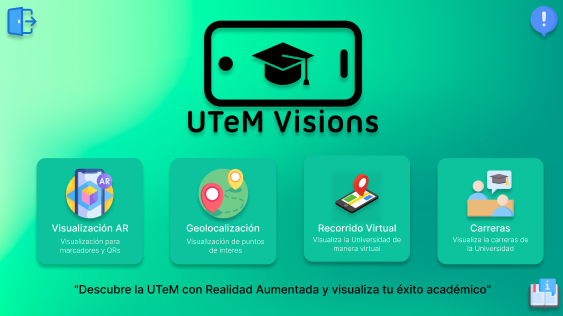 UTeM Visions
AR
Visualización AR
Visualización para
marcadores y QRs
Geolocalización
Visualización de puntos
de interes
Recorrido Virtual
Visualiza la Universidad de
manera virtual
Carreras
Visualiza la carreras de
la Universidad
"Descubre la UTeM con Realidad Aumentada y visualiza tu éxito académico"